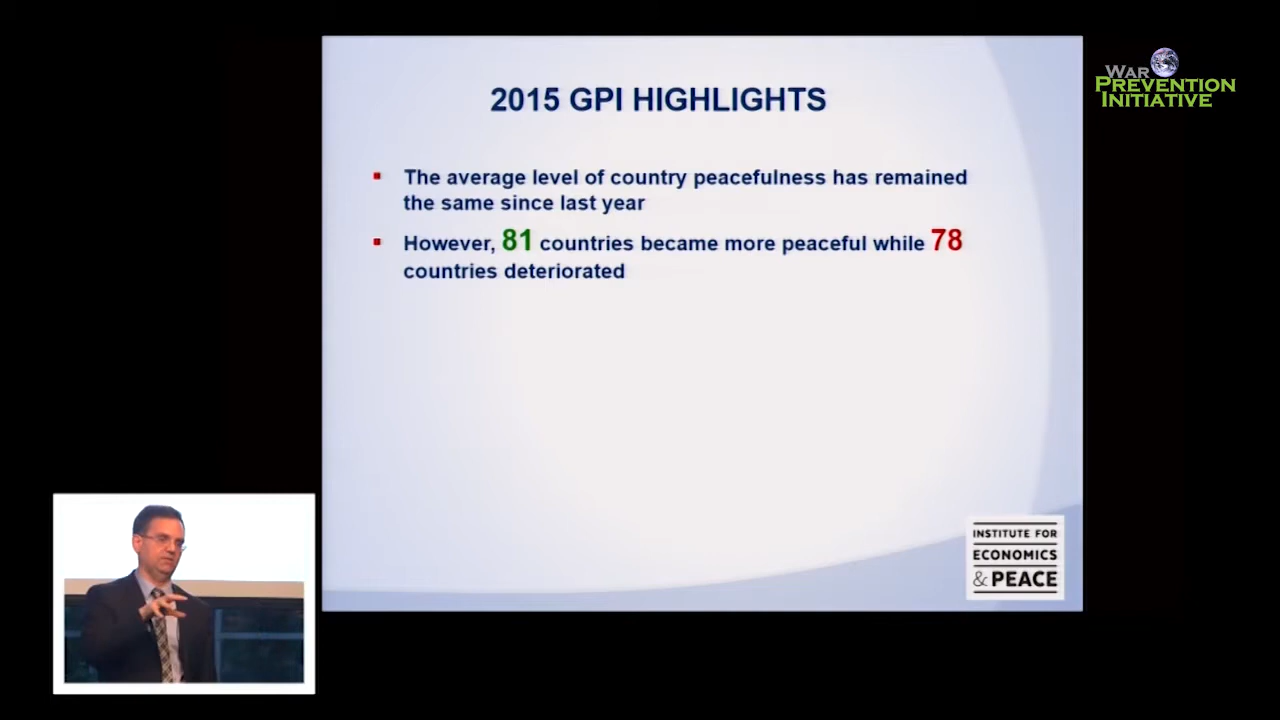 2015 GPI HIGHLIGHTS
The average level of country peacefulness has remained
the same since last year
However, 81 countries became more peaceful while 78
countries deteriorated
INSTITUTE FOR
ECONOMICS
& PEACE
WAR
PREVENTION
INITIATIVE